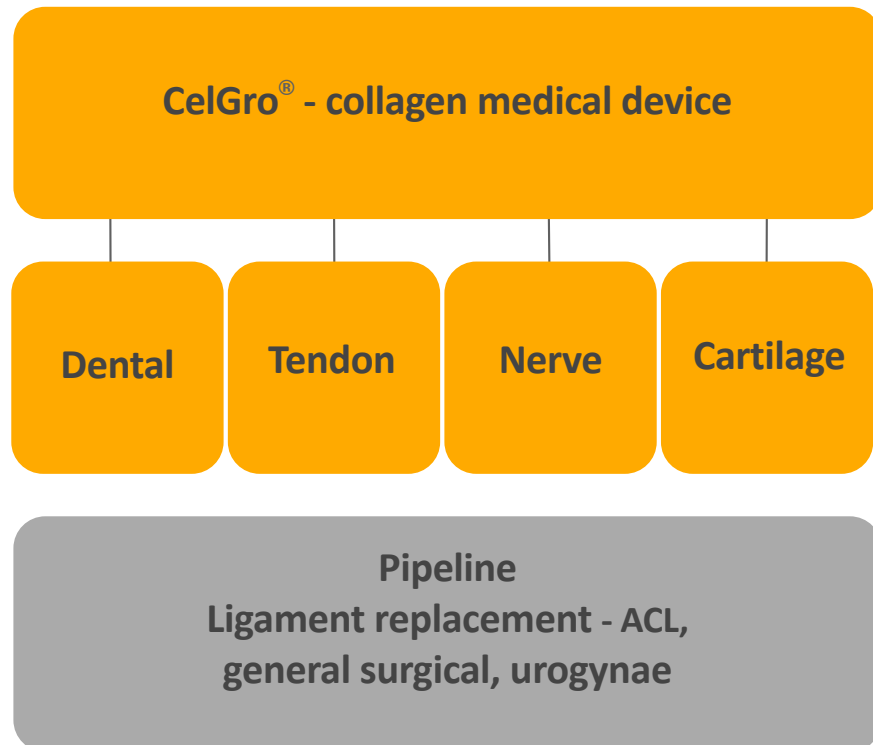 CelGro® - collagen medical device
Dental
Tendon
Nerve
Cartilage
Pipeline
Ligament replacement - ACL,
general surgical, urogynae